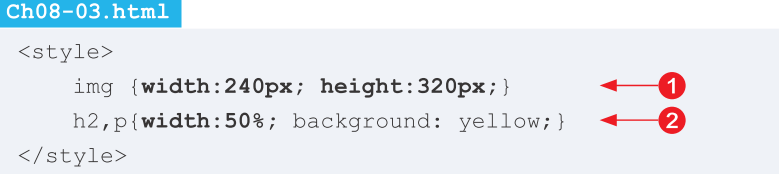 Ch08-03.html
<style>
    img {width:240px; height:320px;} 1
    h2,p{width:50%; background: yellow;} 2
</style>